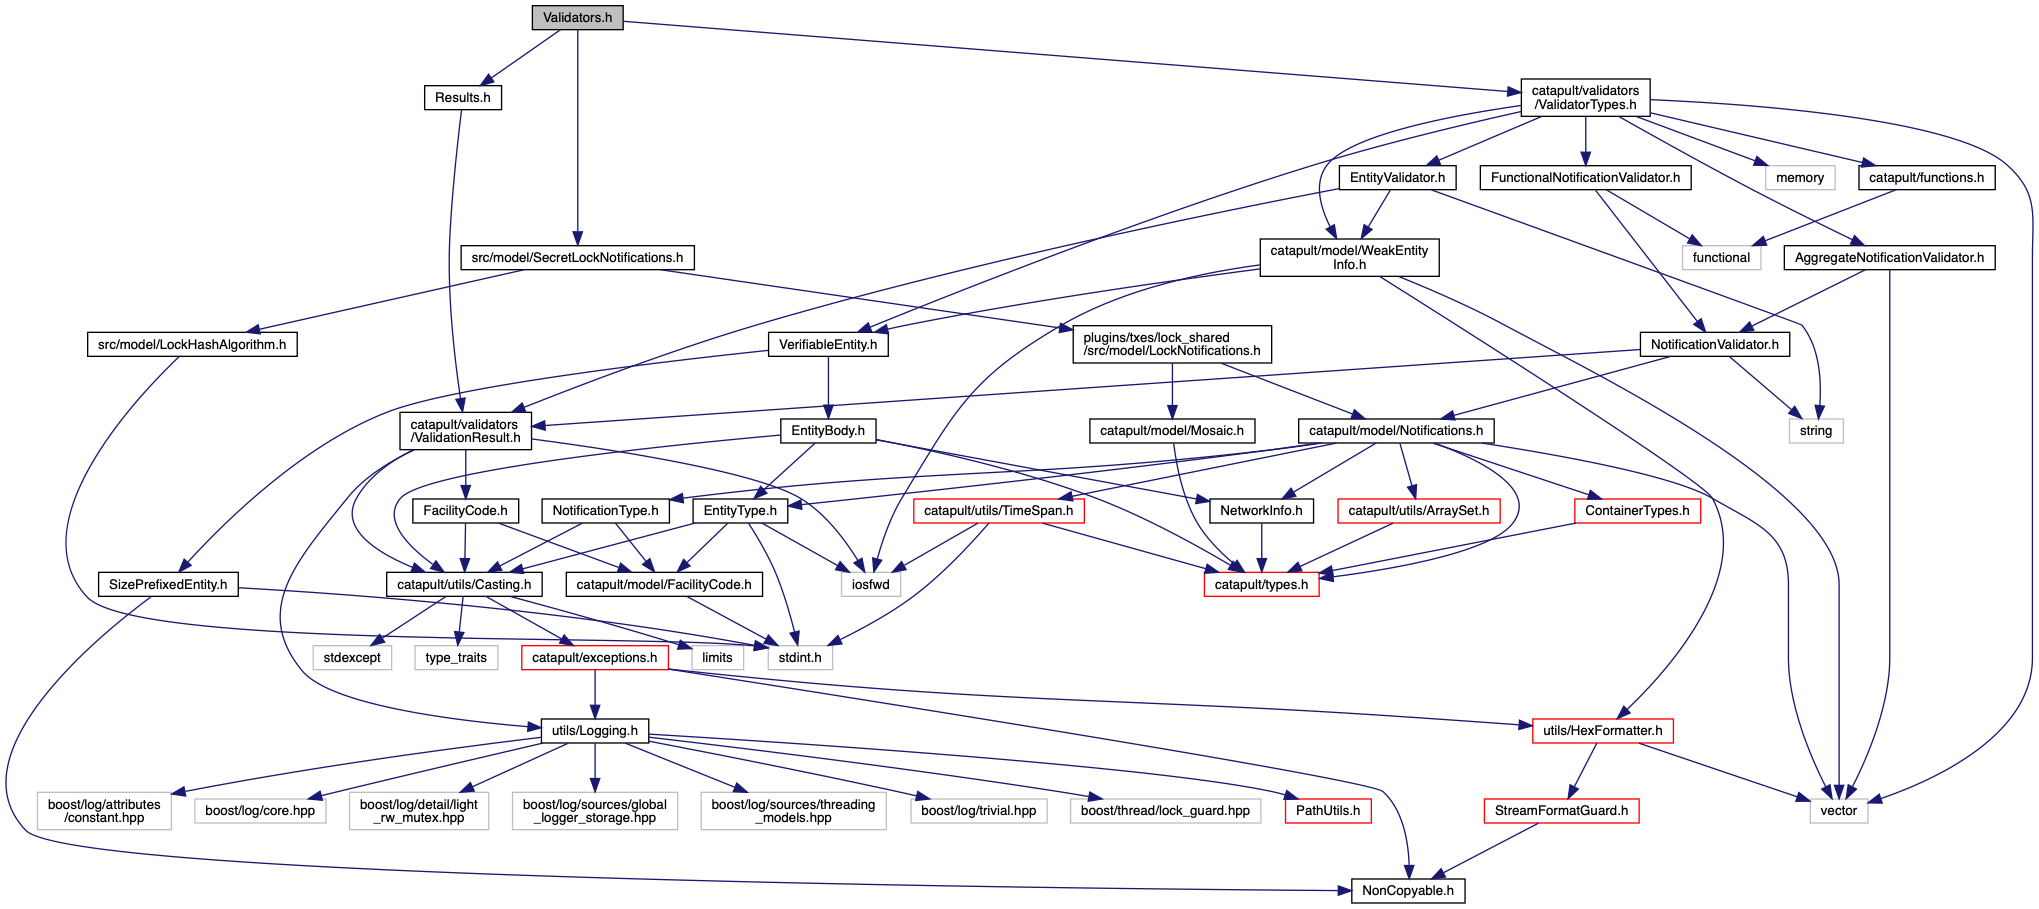 Validators.h
Results.h
catapult/validators
/ValidatorTypes.h
EntityValidator.h
FunctionalNotificationValidator.h
memory
catapult/functions.h
src/model/SecretLockNotifications.h
catapult/model/WeakEntity
Info.h
functional
AggregateNotificationValidator.h
src/model/LockHashAlgorithm.h
VerifiableEntity.h
plugins/txes/lock_shared
/src/model/LockNotifications.h
NotificationValidator.h
catapult/validators
/ValidationResult.h
EntityBody.h
catapult/model/Mosaic.h
catapult/model/Notifications.h
string
FacilityCode.h
NotificationType.h
EntityType.h
catapult/utils/TimeSpan.h
NetworkInfo.h
catapult/utils/ArraySet.h
ContainerTypes.h
SizePrefixedEntity.h
catapult/utils/Casting.h
catapult/model/FacilityCode.h
iosfwd
catapult/types.h
stdexcept
type_traits
catapult/exceptions.h
limits
stdint.h
utils/Logging.h
utils/HexFormatter.h
boost/log/attributes
/constant.hpp
boost/log/core.hpp
boost/log/detail/light
_rw_mutex.hpp
boost/log/sources/global
_logger_storage.hpp
boost/log/sources/threading
_models.hpp
boost/log/trivial.hpp
boost/thread/lock_guard.hpp
PathUtils.h
StreamFormatGuard.h
vector
NonCopyable.h